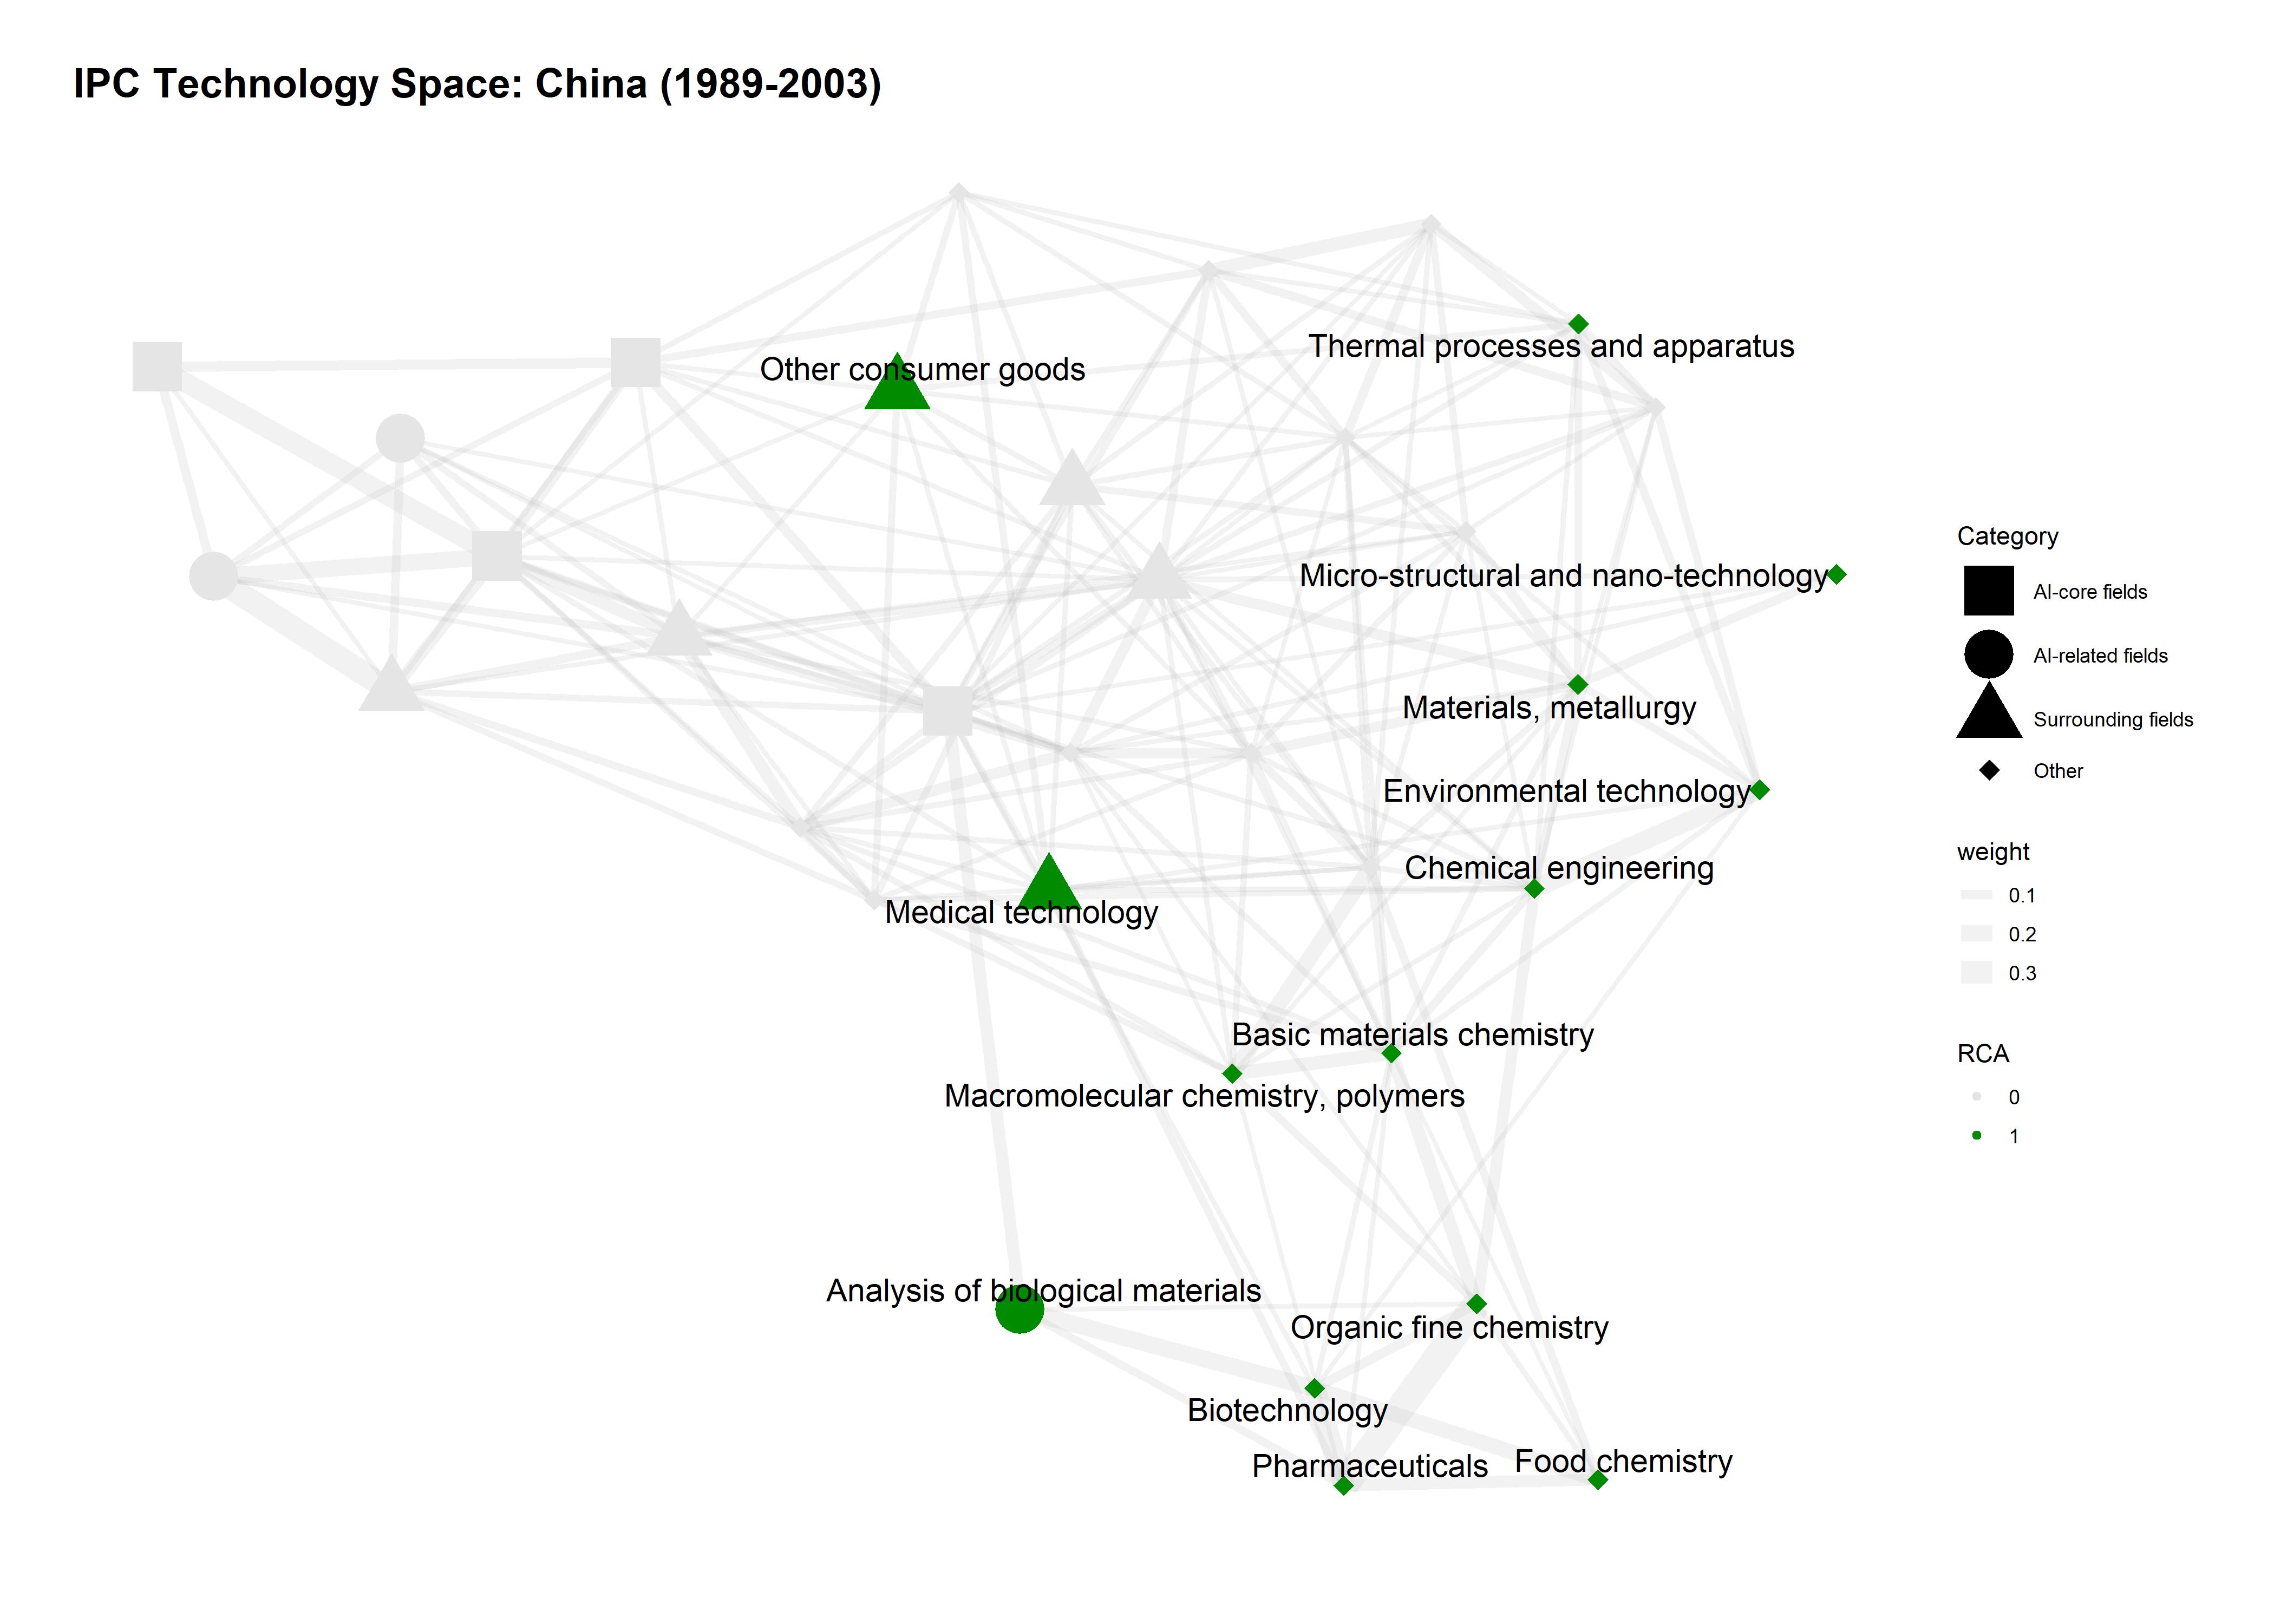 IPC Technology Space: China (1989-2003)
Thermal processes and apparatus
Other consumer goods
Micro-structural and nano-technology
Materials, metallurgy
Environmental technology
Chemical engineering
Medical technology
Basic materials chemistry
Macromolecular chemistry, polymers
Analysis of biological materials
Organic fine chemistry
Biotechnology
Pharmaceuticals
Food chemistry
Category
AI-core fields
AI-related fields
Surrounding fields
Other
weight
0.1
0.2
0.3
RCA
0
1